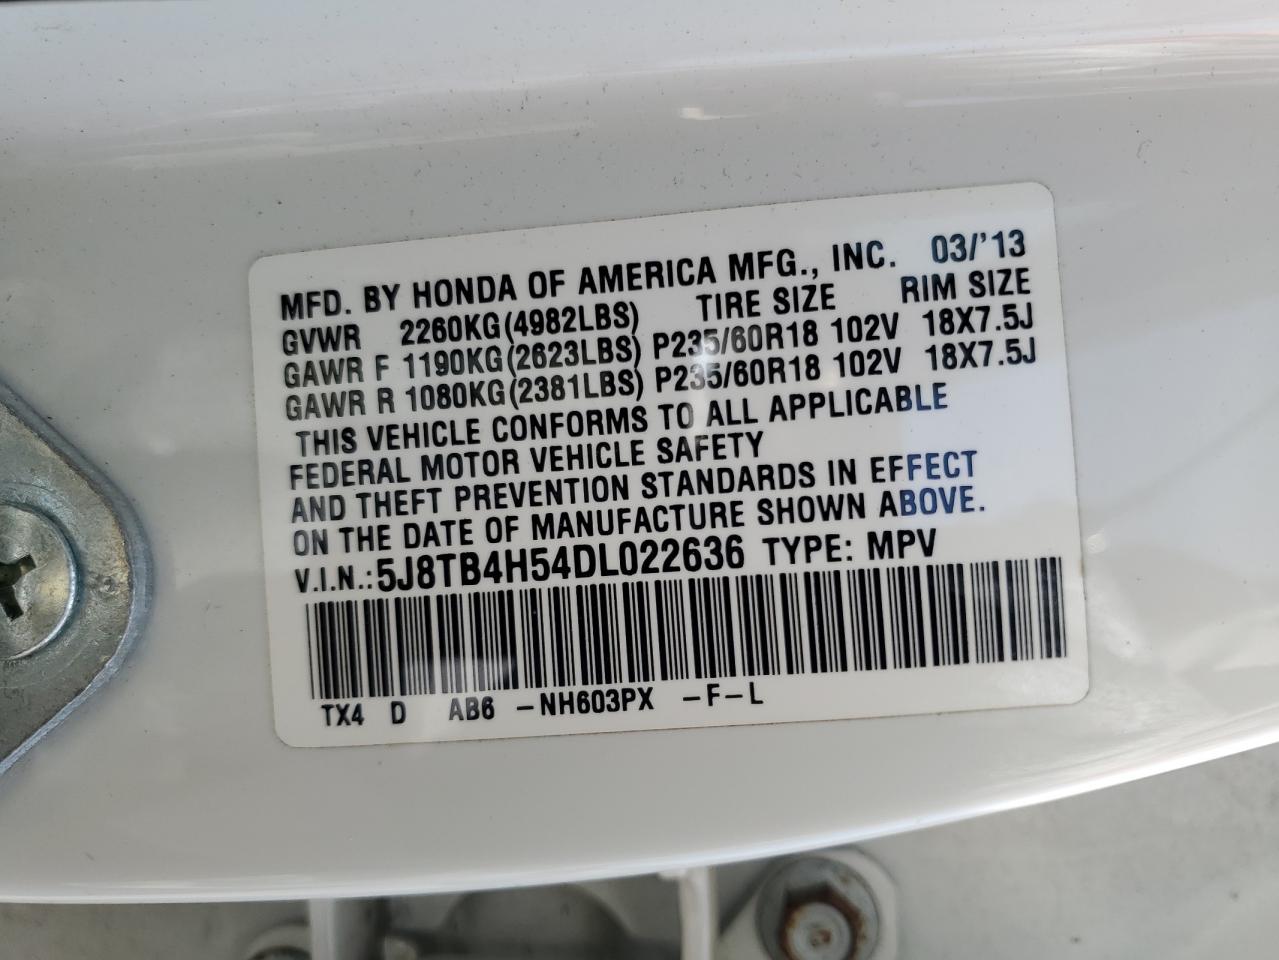 MFD. BY HONDA OF AMERICA MFG., INC. 03/'13
GVWR 2260KG(4982LBS) TIRE SIZE RIM SIZE
GAWR F 1190KG(2623LBS) P235/60R18 102V 18X7.5J
GAWR R 1080KG(2381LBS) P235/60R18 102V 18X7.5J
THIS VEHICLE CONFORMS TO ALL APPLICABLE
FEDERAL MOTOR VEHICLE SAFETY
AND THEFT PREVENTION STANDARDS IN EFFECT
ON THE DATE OF MANUFACTURE SHOWN ABOVE.
V.I.N.: 5J8TB4H54DL022636 TYPE: MPV
TX4 D AB6 -NH603PX -F-L